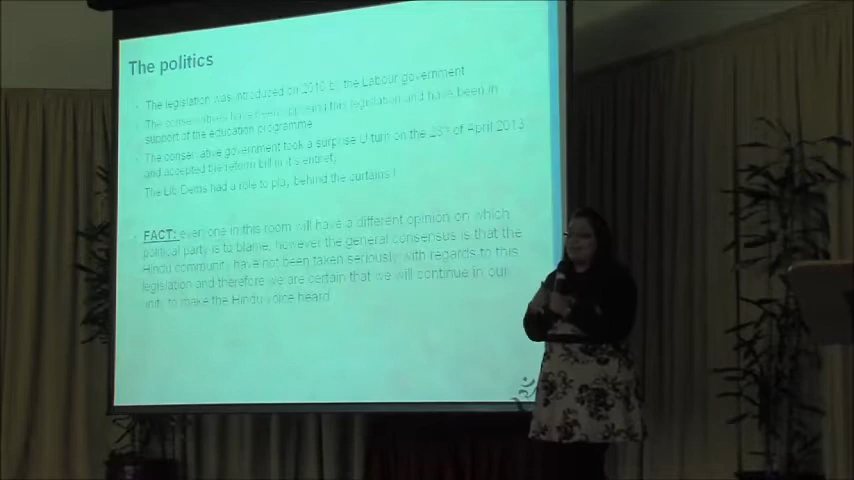 The politics
The legislation was introduced on 2010 by the Labour government
The conservatives have been opposing this legislation and have been in
support of the education programme
The conservative government took a surprise U turn on the 23rd of April 2013
and accepted the reform bill in it's entirety
The Lib Dems had a role to play, behind the curtains!
FACT: everyone in this room will have a different opinion on which
political party is to blame, however the general consensus is that the
Hindu community have not been taken seriously with regards to this
legislation and therefore we are certain that we will continue in our
unity to make the Hindu voice heard